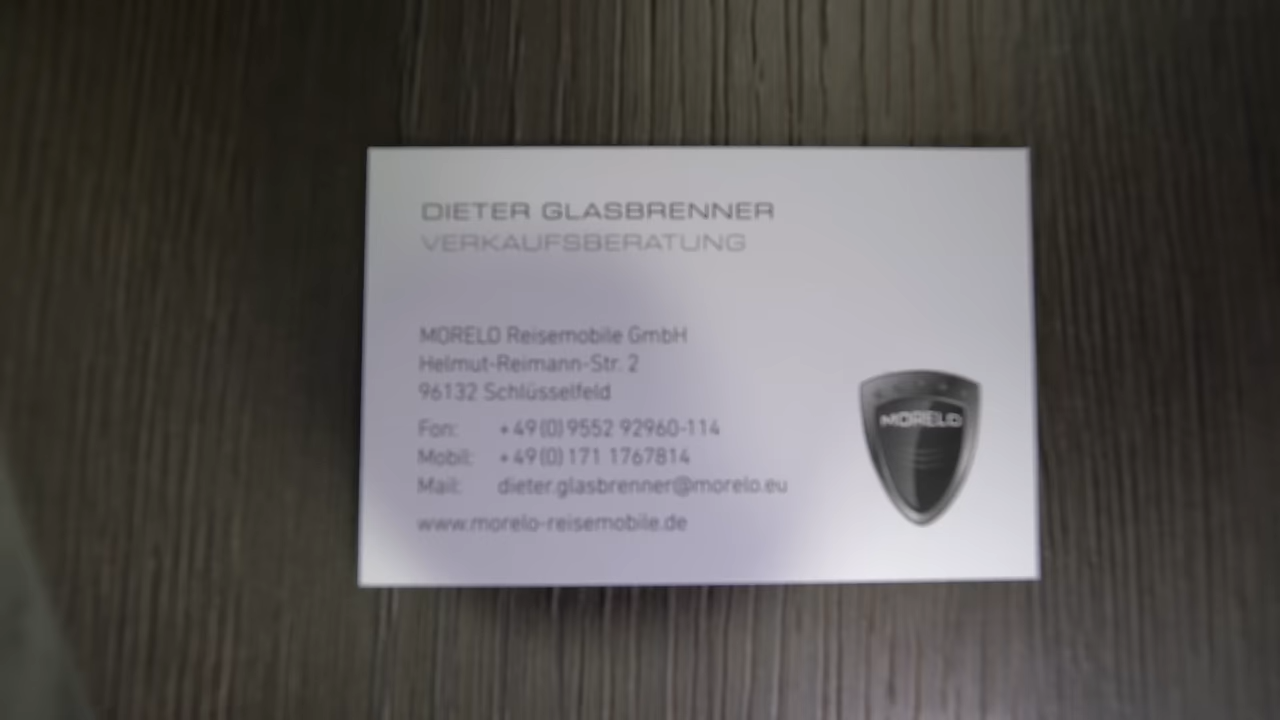 DIETER GLASBRENNER
VERKAUFSBERATUNG
MORELO Reisemobile GmbH
Helmut-Reimann-Str. 2
96132 Schlüsselfeld
Fon: +49 (0) 9552 92960-114
Mobil: +49 (0) 171 1767814
Mail: dieter.glasbrenner@morelo.eu
www.morelo-reisemobile.de
MORELO